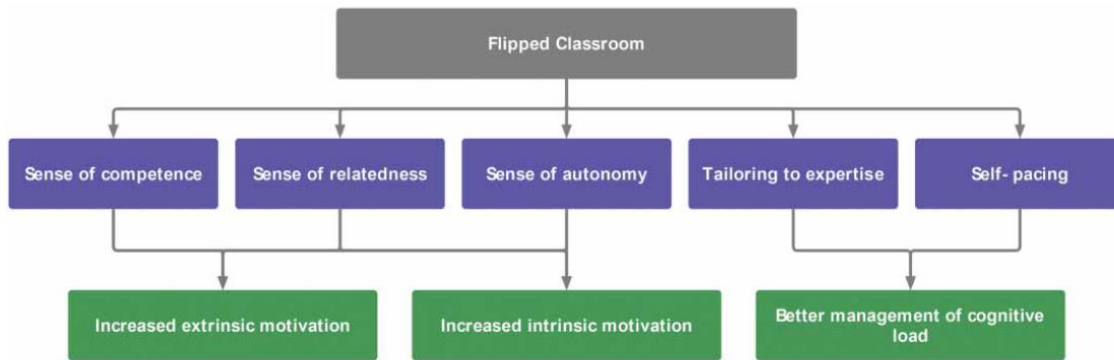 Flipped Classroom
Sense of competence
Sense of relatedness
Sense of autonomy
Tailoring to expertise
Self- pacing
Increased extrinsic motivation
Increased intrinsic motivation
Better management of cognitive
load